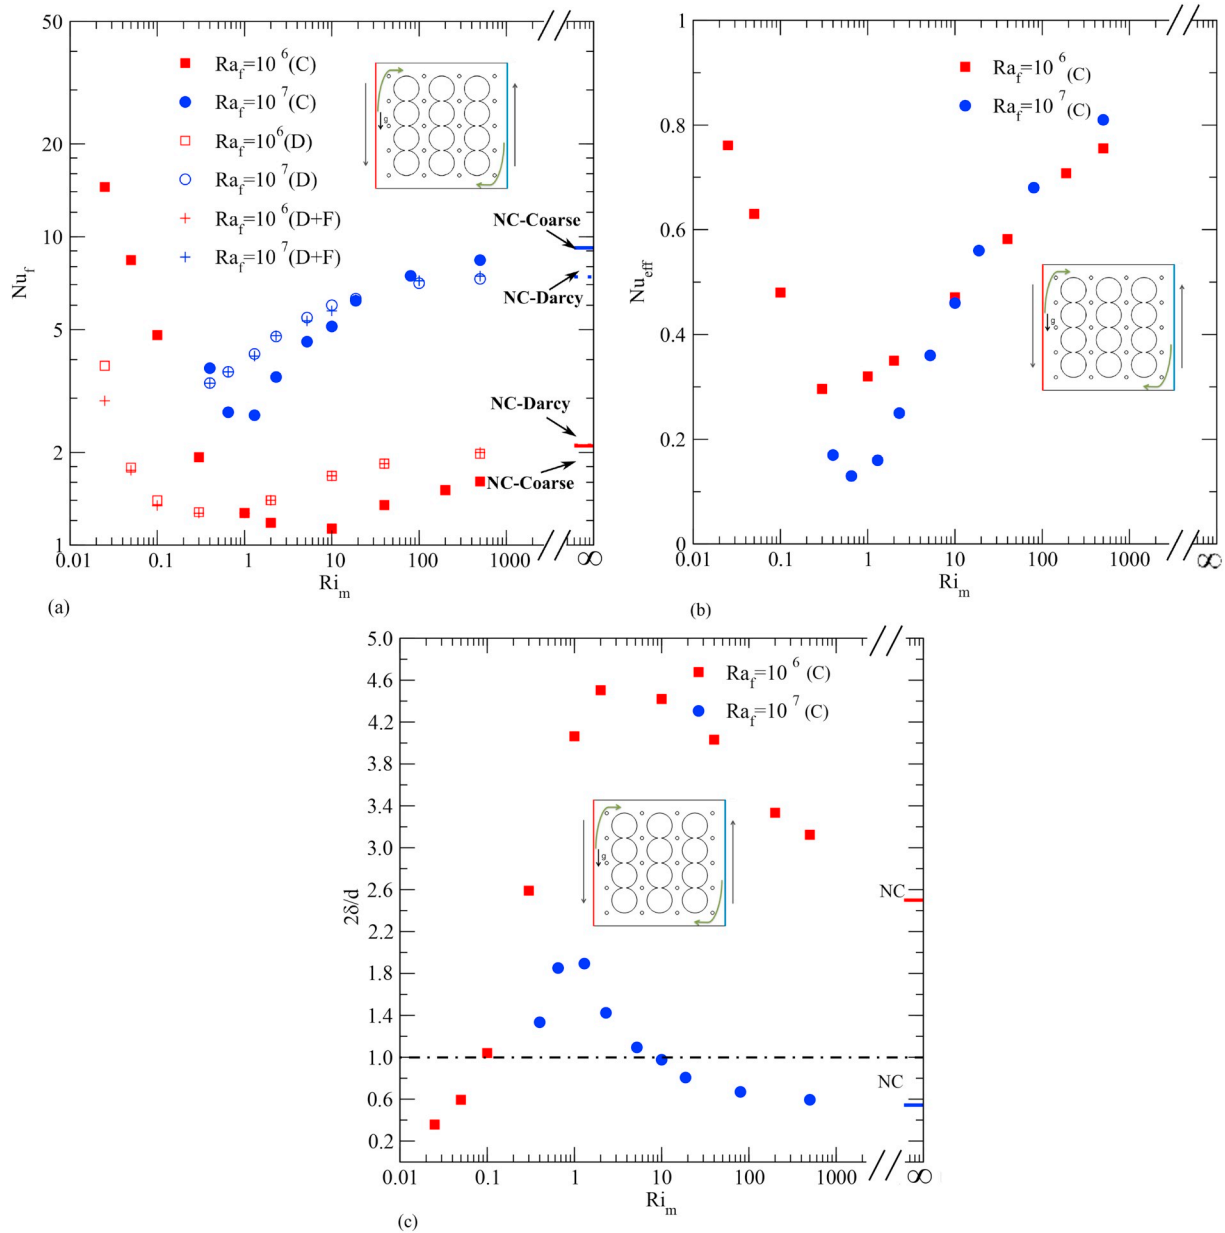 50
30
20
10
5
2
1
Nu_f
Ra_f=10^6(C)
Ra_f=10^7(C)
Ra_f=10^6(D)
Ra_f=10^7(D)
Ra_f=10^6(D+F)
Ra_f=10^7(D+F)
g
NC-Coarse
NC-Darcy
NC-Darcy
NC-Coarse
0.01 0.1 1 10 100 1000 ∞
Ri_m
(a)
1
0.8
0.6
0.4
0.2
0
Nu_eff
Ra_f=10^6(C)
Ra_f=10^7(C)
g
0.01 0.1 1 10 100 1000 ∞
Ri_m
(b)
5.0
4.6
4.2
3.8
3.4
3.0
2.6
2.2
1.8
1.4
1.0
0.6
0.2
2δ/d
Ra_f=10^6(C)
Ra_f=10^7(C)
g
NC
NC
0.01 0.1 1 10 100 1000 ∞
Ri_m
(c)